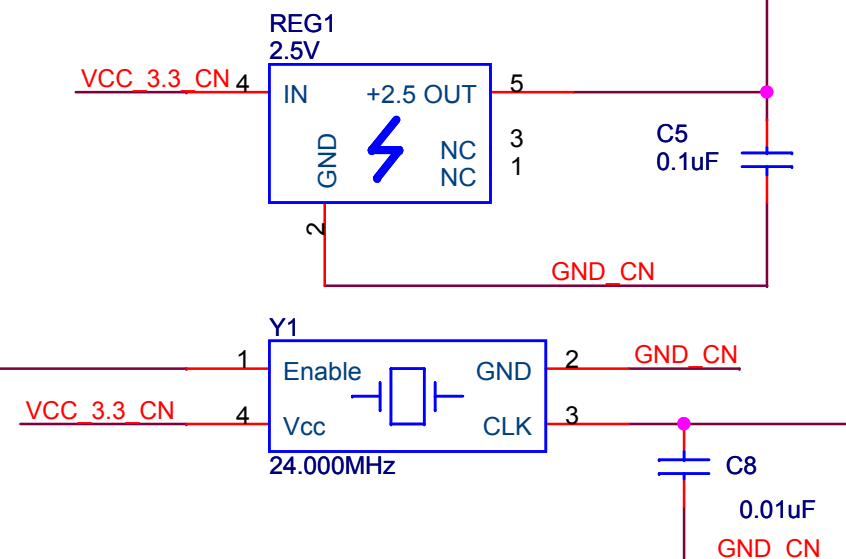 REG1
2.5V
VCC_3.3_CN 4 IN +2.5 OUT 5
GND
NC 3
NC 1
C5
0.1uF
2
GND_CN
Y1
1 Enable GND 2 GND_CN
VCC_3.3_CN 4 Vcc CLK 3
24.000MHz
C8
0.01uF
GND_CN